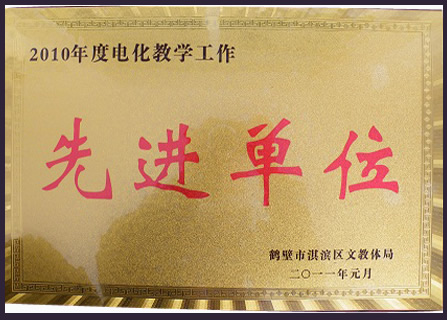 2010年度电化教学工作
先进单位
鹤壁市淇滨区文教体局
二〇一一年元月